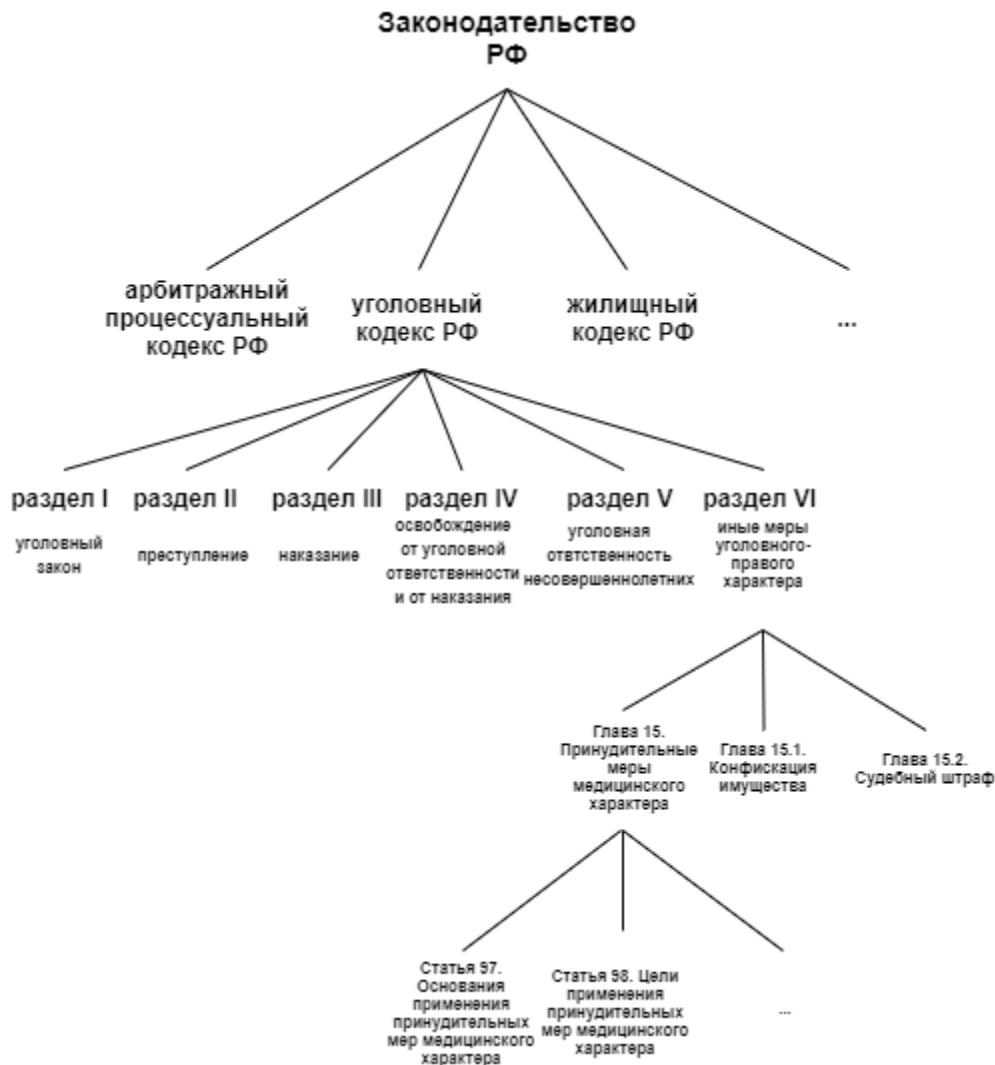 Законодательство
РФ
арбитражный
процессуальный
кодекс РФ
уголовный
кодекс РФ
жилищный
кодекс РФ
...
раздел I
уголовный
закон
раздел II
преступление
раздел III
наказание
раздел IV
освобождение
от уголовной
ответственности
и от наказания
раздел V
уголовная
отвтственность
несовершеннолетних
раздел VI
иные меры
уголовного-
правого
характера
Глава 15.
Принудительные
меры
медицинского
характера
Глава 15.1.
Конфискация
имущества
Глава 15.2.
Судебный штраф
Статья 97.
Основания
применения
принудительных
мер медицинского
характера
Статья 98. Цели
применения
принудительных
мер медицинского
характера
...